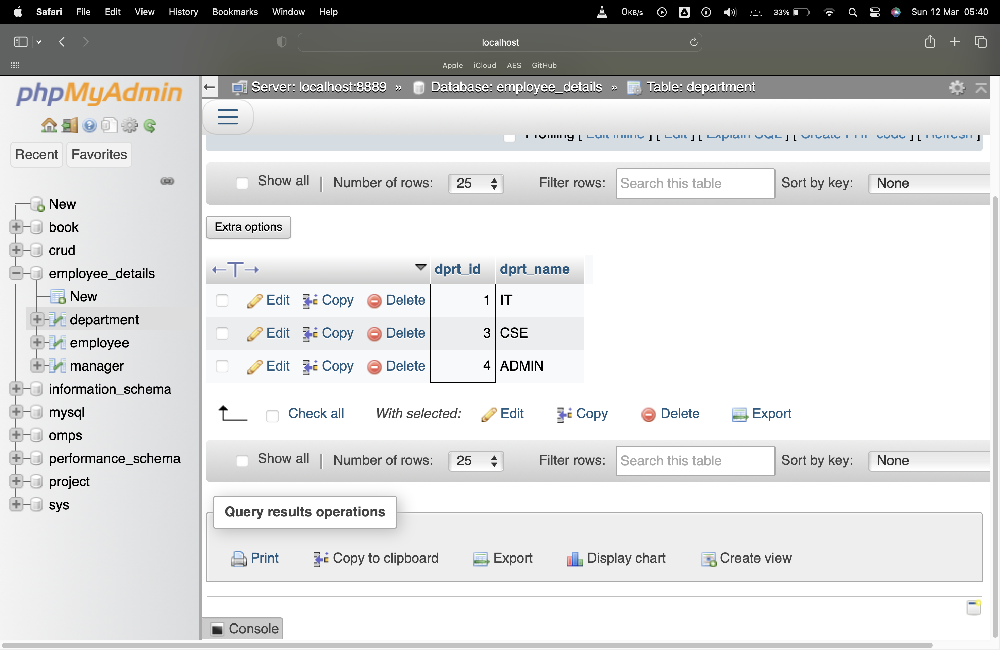 Safari File Edit View History Bookmarks Window Help 0KB/s 33% Sun 12 Mar 05:40
localhost
Apple iCloud AES GitHub
phpMyAdmin
Recent Favorites
New
book
crud
employee_details
New
department
employee
manager
information_schema
mysql
omps
performance_schema
project
sys
Server: localhost:8889 » Database: employee_details » Table: department
Profiling [ Edit inline ] [ Edit ] [ Explain SQL ] [ Create PHP code ] [ Refresh ]
Show all | Number of rows: 25 Filter rows: Search this table Sort by key: None
Extra options
←T→ dprt_id dprt_name
Edit Copy Delete 1 IT
Edit Copy Delete 3 CSE
Edit Copy Delete 4 ADMIN
Check all With selected: Edit Copy Delete Export
Show all | Number of rows: 25 Filter rows: Search this table Sort by key: None
Query results operations
Print Copy to clipboard Export Display chart Create view
Console